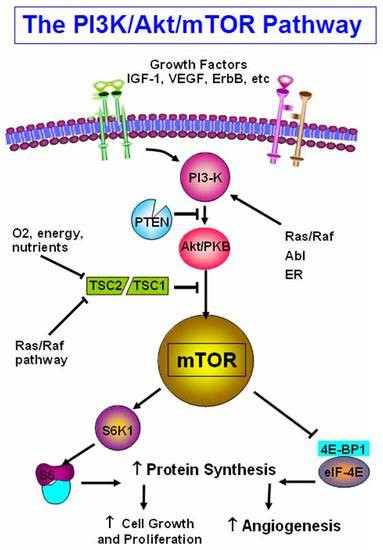 The PI3K/Akt/mTOR Pathway
Growth Factors
IGF-1, VEGF, ErbB, etc
PI3-K
PTEN
Akt/PKB
Ras/Raf
Abl
ER
O2, energy,
nutrients
TSC2 TSC1
Ras/Raf
pathway
mTOR
S6K1
4E-BP1
S6
eIF-4E
↑ Protein Synthesis
↑ Cell Growth
and Proliferation
↑ Angiogenesis